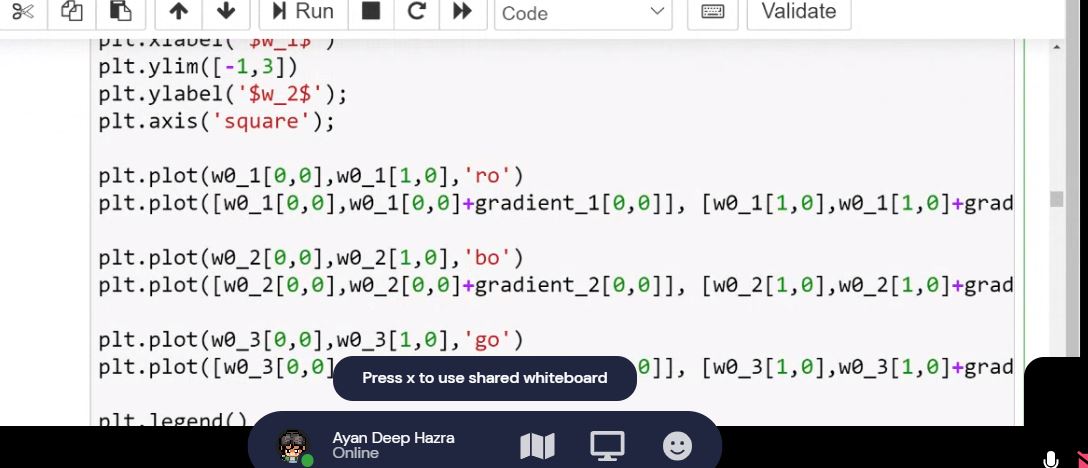 Run
Code
Validate
plt.xlabel('$w_1$')
plt.ylim([-1,3])
plt.ylabel('$w_2$');
plt.axis('square');
plt.plot(w0_1[0,0],w0_1[1,0],'ro')
plt.plot([w0_1[0,0],w0_1[0,0]+gradient_1[0,0]], [w0_1[1,0],w0_1[1,0]+grad
plt.plot(w0_2[0,0],w0_2[1,0],'bo')
plt.plot([w0_2[0,0],w0_2[0,0]+gradient_2[0,0]], [w0_2[1,0],w0_2[1,0]+grad
plt.plot(w0_3[0,0],w0_3[1,0],'go')
plt.plot([w0_3[0,0] 0]], [w0_3[1,0],w0_3[1,0]+grad
Press x to use shared whiteboard
plt.legend()
Ayan Deep Hazra
Online